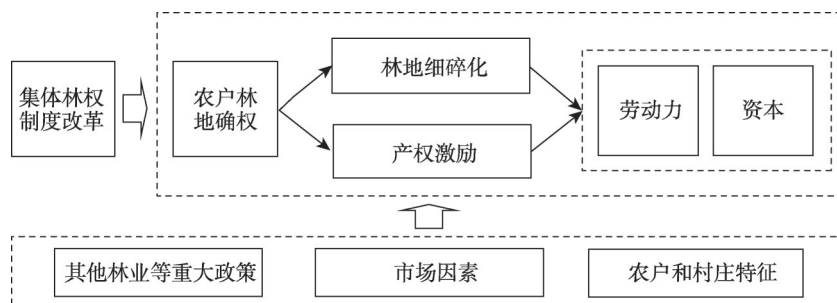 集体林权
制度改革
农户林
地确权
林地细碎化
产权激励
劳动力
资本
其他林业等重大政策
市场因素
农户和村庄特征